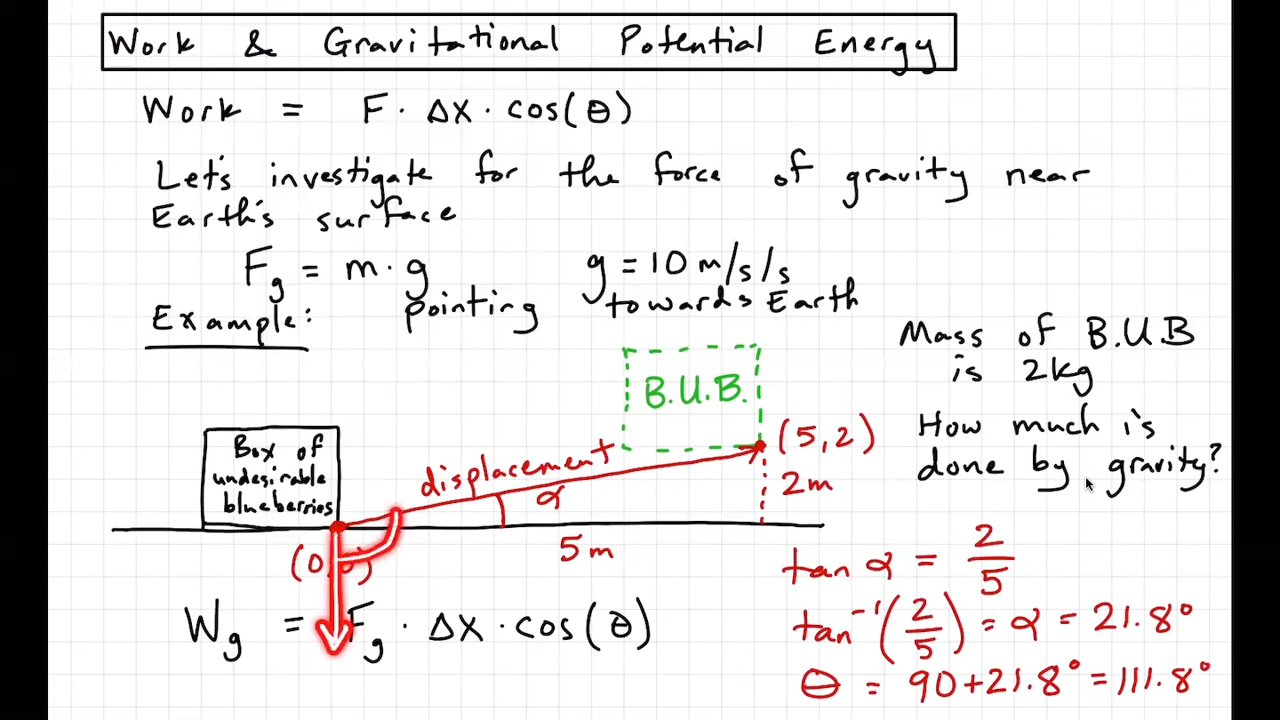 Work & Gravitational Potential Energy
Work = F · Δx · cos(θ)
Let's investigate for the force of gravity near
Earth's surface
Fg = m · g g = 10 m/s/s
pointing towards Earth
Example:
Mass of B.U.B
is 2kg
How much is
done by gravity?
B.U.B.
Box of
undesirable
blueberries
displacement
α
(5,2)
2m
5m
(0,0)
tan α = 2/5
tan⁻¹(2/5) = α = 21.8°
θ = 90+21.8° = 111.8°
Wg = Fg · Δx · cos(θ)